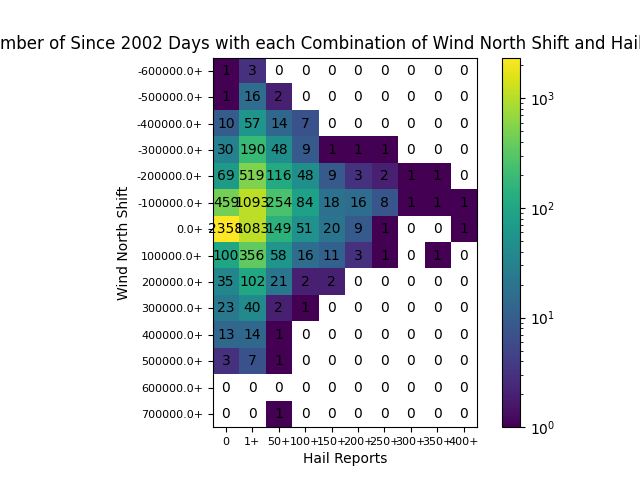 mber of Since 2002 Days with each Combination of Wind North Shift and Hail
-600000.0+ 1 3 0 0 0 0 0 0 0 0
-500000.0+ 1 16 2 0 0 0 0 0 0 0
-400000.0+ 10 57 14 7 0 0 0 0 0 0
-300000.0+ 30 190 48 9 1 1 1 0 0 0
-200000.0+ 69 519 116 48 9 3 2 1 1 0
-100000.0+ 459 1093 254 84 18 16 8 1 1 1
0.0+ 2358 1083 149 51 20 9 1 0 0 1
100000.0+ 100 356 58 16 11 3 1 0 1 0
200000.0+ 35 102 21 2 2 0 0 0 0 0
300000.0+ 23 40 2 1 0 0 0 0 0 0
400000.0+ 13 14 1 0 0 0 0 0 0 0
500000.0+ 3 7 1 0 0 0 0 0 0 0
600000.0+ 0 0 0 0 0 0 0 0 0 0
700000.0+ 0 0 1 0 0 0 0 0 0 0
0 1+ 50+ 100+ 150+ 200+ 250+ 300+ 350+ 400+
Hail Reports
Wind North Shift
10³
10²
10¹
10⁰